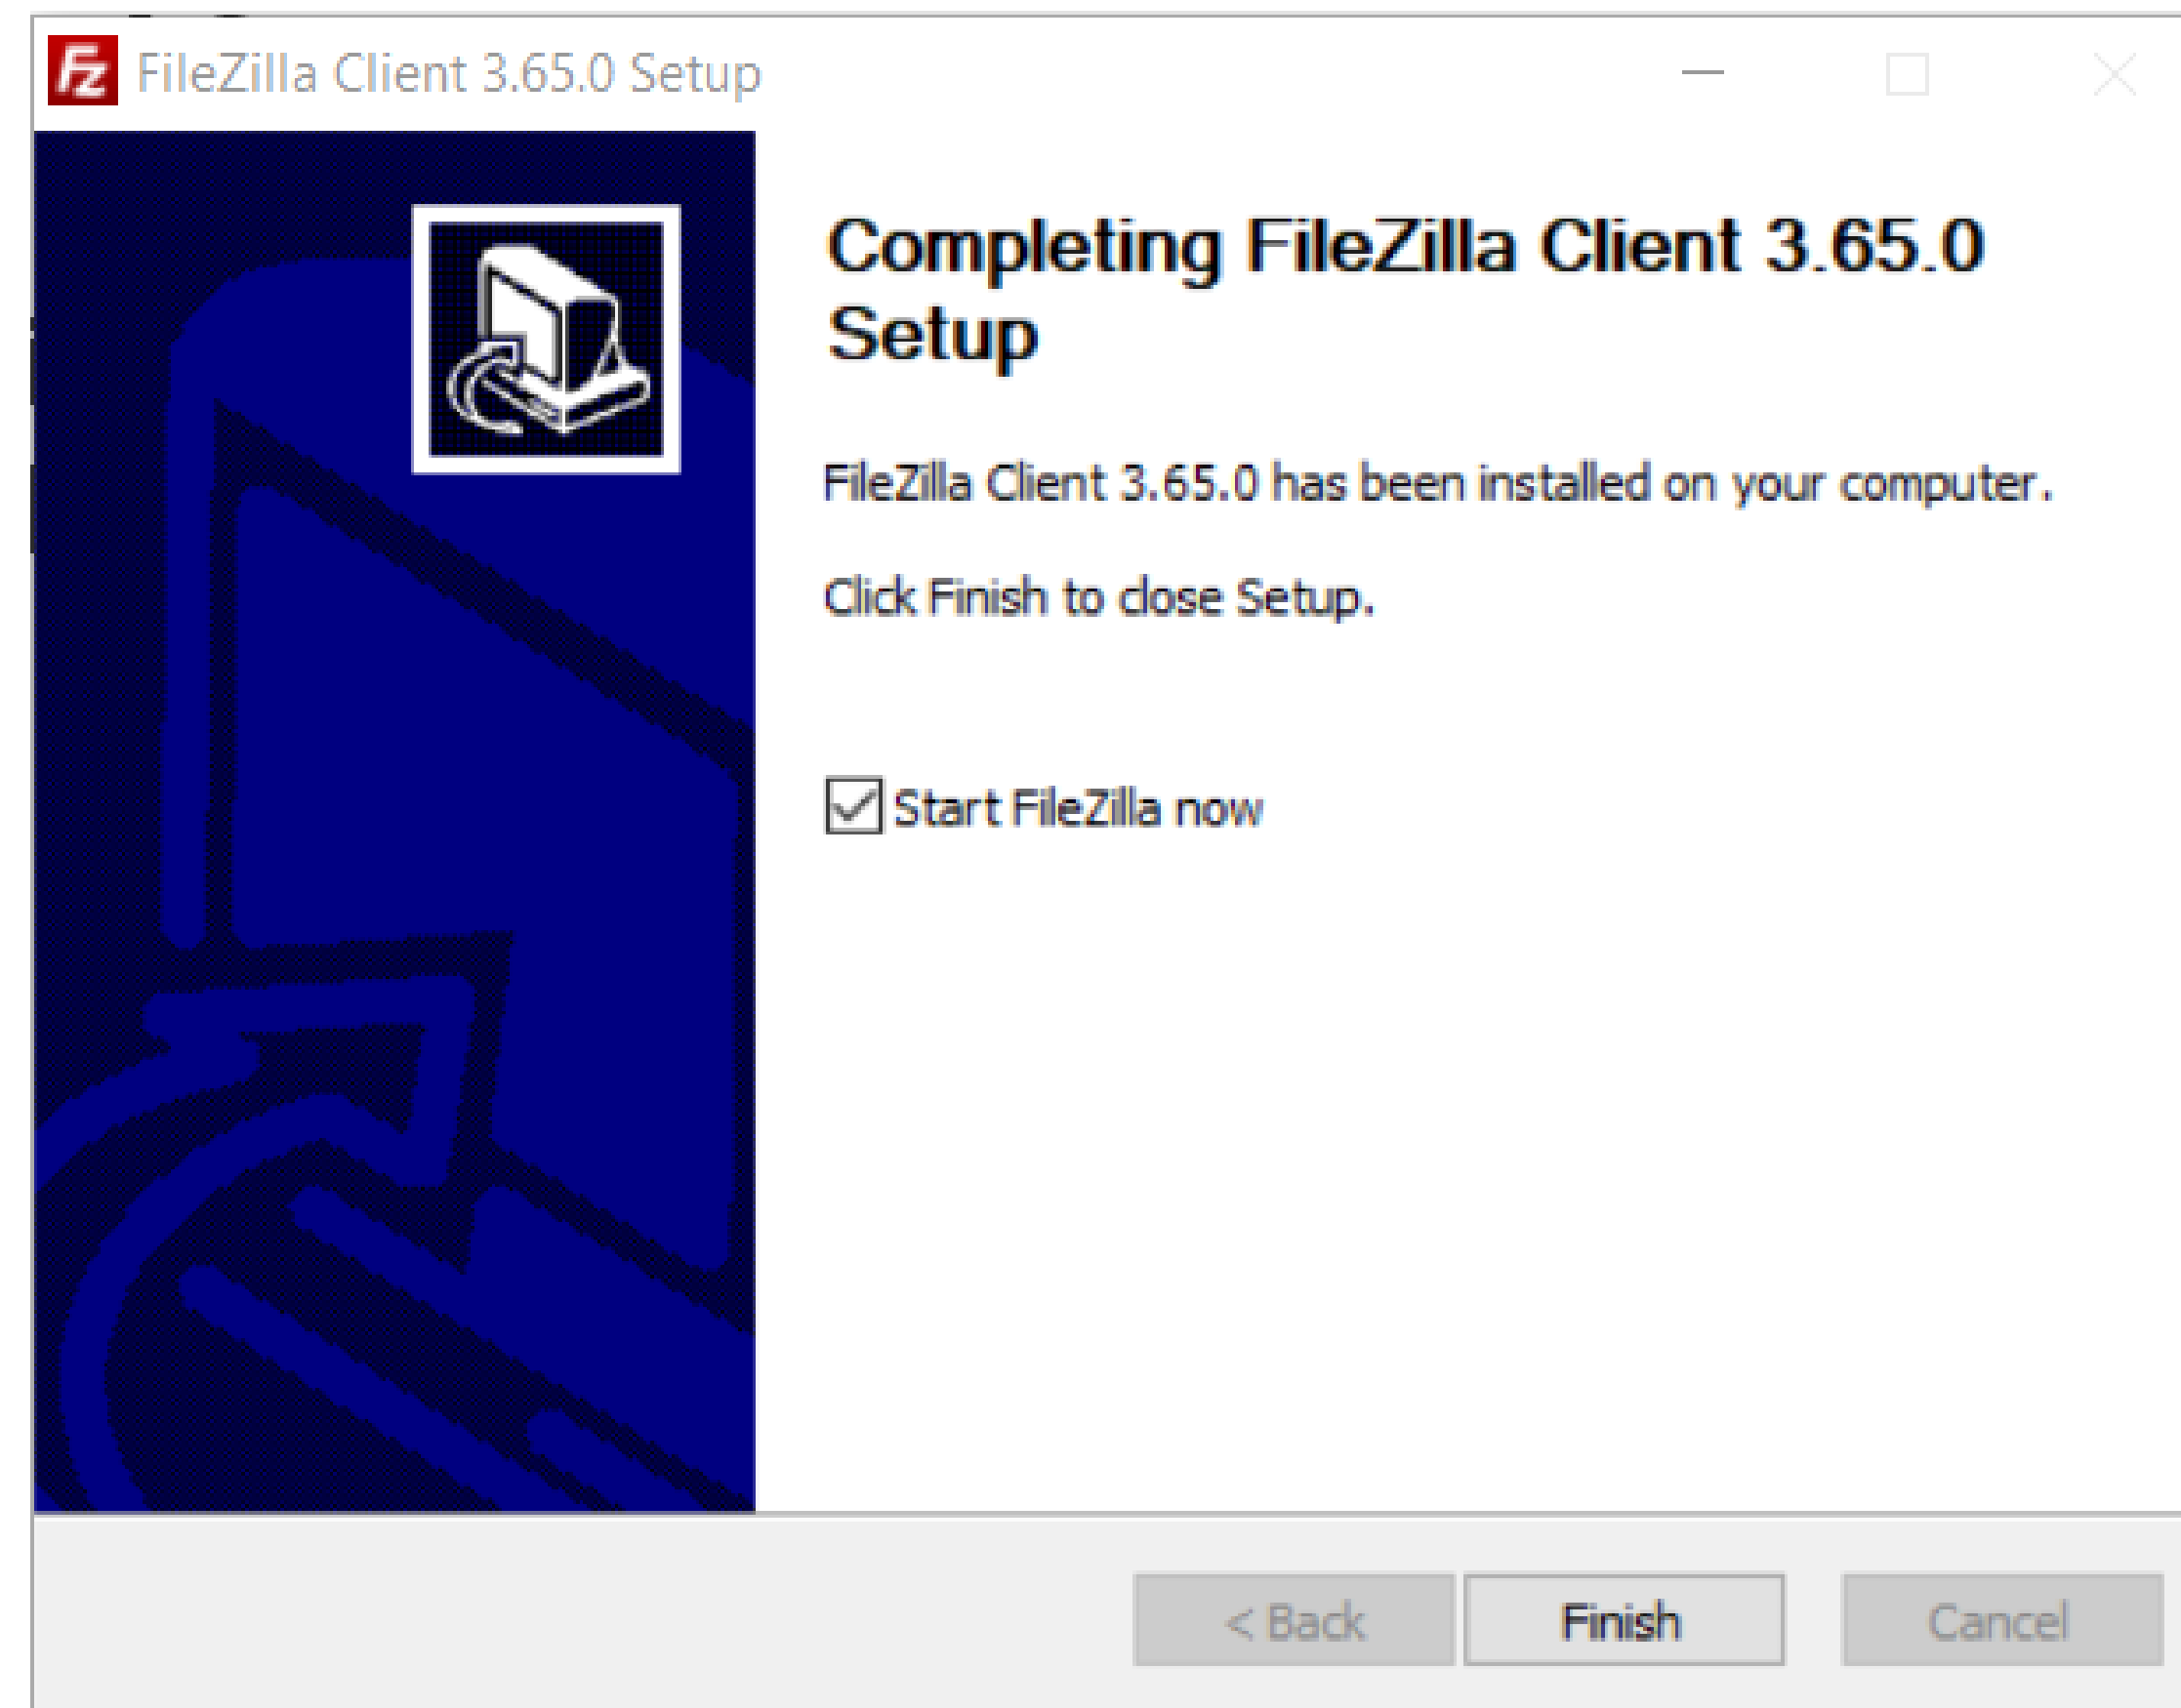 Fz FileZilla Client 3.65.0 Setup
Completing FileZilla Client 3.65.0
Setup
FileZilla Client 3.65.0 has been installed on your computer.
Click Finish to close Setup.
Start FileZilla now
< Back Finish Cancel